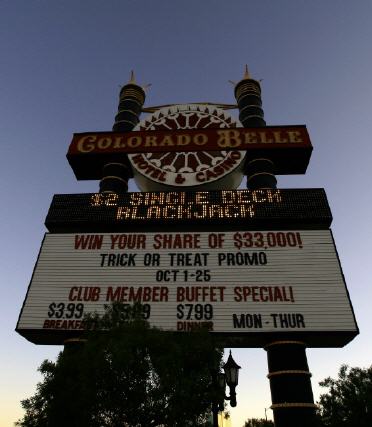 COLORADO BELLE
HOTEL & CASINO
$2 SINGLE DECK
BLACKJACK
WIN YOUR SHARE OF $33,000!
TRICK OR TREAT PROMO
OCT 1-25
CLUB MEMBER BUFFET SPECIAL!
$3.99 $7.99
BREAKFAST DINNER MON-THUR